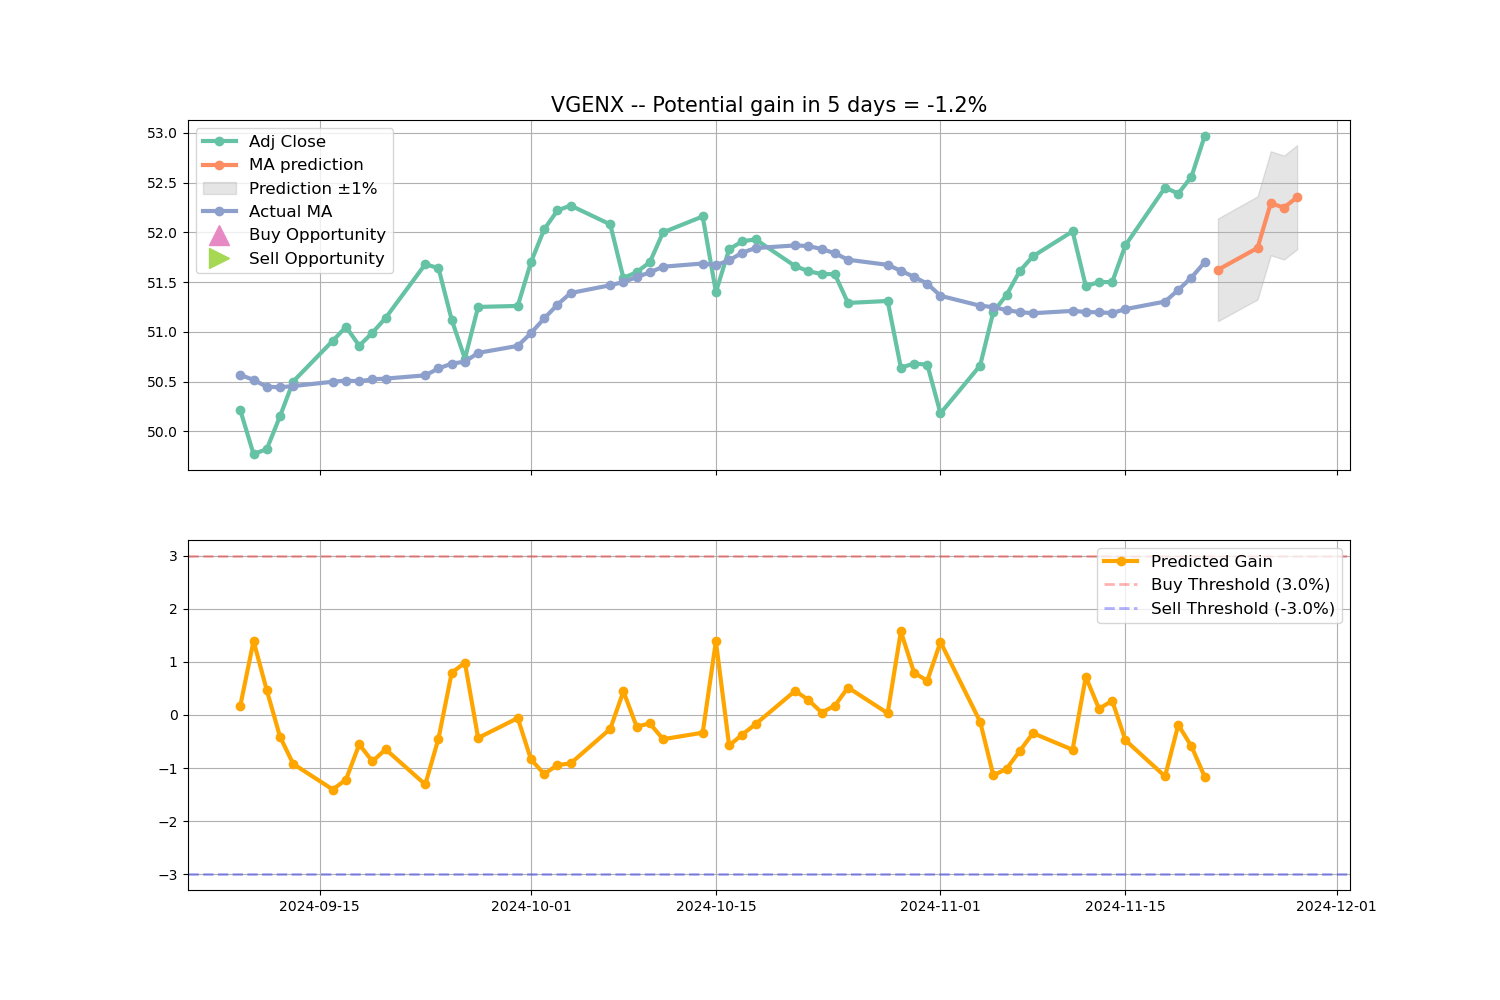 VGENX -- Potential gain in 5 days = -1.2%
53.0
52.5
52.0
51.5
51.0
50.5
50.0
Adj Close
MA prediction
Prediction ±1%
Actual MA
Buy Opportunity
Sell Opportunity
3
2
1
0
−1
−2
−3
Predicted Gain
Buy Threshold (3.0%)
Sell Threshold (-3.0%)
2024-09-15
2024-10-01
2024-10-15
2024-11-01
2024-11-15
2024-12-01